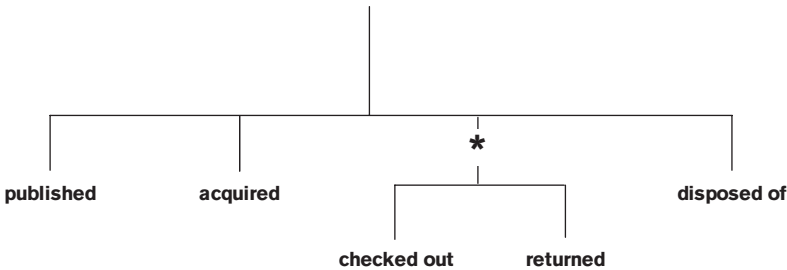 *
published acquired disposed of
checked out returned